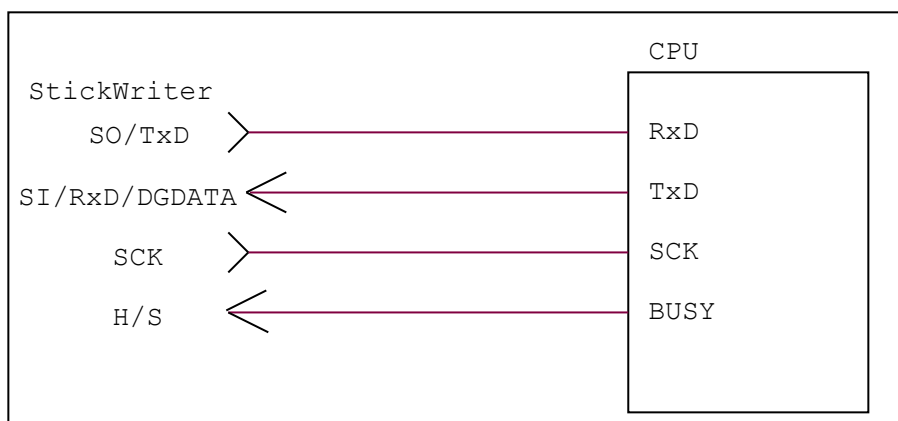 CPU
StickWriter
SO/TxD RxD
SI/RxD/DGDATA TxD
SCK SCK
H/S BUSY